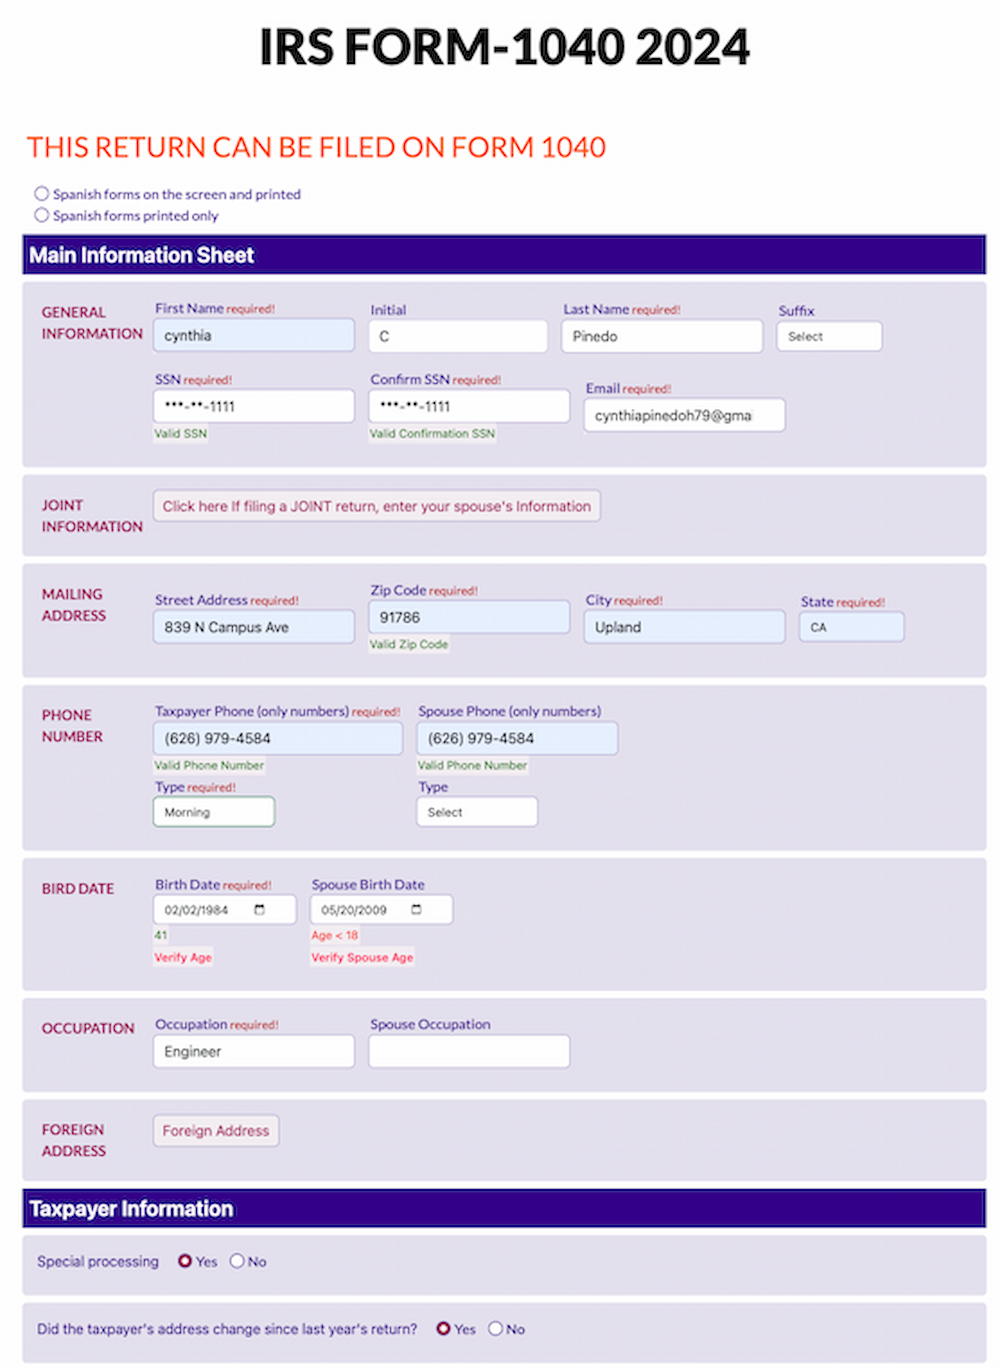 IRS FORM-1040 2024
THIS RETURN CAN BE FILED ON FORM 1040
Spanish forms on the screen and printed
Spanish forms printed only
Main Information Sheet
GENERAL INFORMATION
First Name required! Initial Last Name required! Suffix
cynthia C Pinedo Select
SSN required! Confirm SSN required! Email required!
***-**-1111 ***-**-1111 cynthiapinedoh79@gma
Valid SSN Valid Confirmation SSN
JOINT INFORMATION
Click here If filing a JOINT return, enter your spouse's Information
MAILING ADDRESS
Street Address required! Zip Code required! City required! State required!
839 N Campus Ave 91786 Upland CA
Valid Zip Code
PHONE NUMBER
Taxpayer Phone (only numbers) required! Spouse Phone (only numbers)
(626) 979-4584 (626) 979-4584
Valid Phone Number Valid Phone Number
Type required! Type
Morning Select
BIRD DATE
Birth Date required! Spouse Birth Date
02/02/1984 05/20/2009
41 Age < 18
Verify Age Verify Spouse Age
OCCUPATION
Occupation required! Spouse Occupation
Engineer
FOREIGN ADDRESS
Foreign Address
Taxpayer Information
Special processing Yes No
Did the taxpayer's address change since last year's return? Yes No